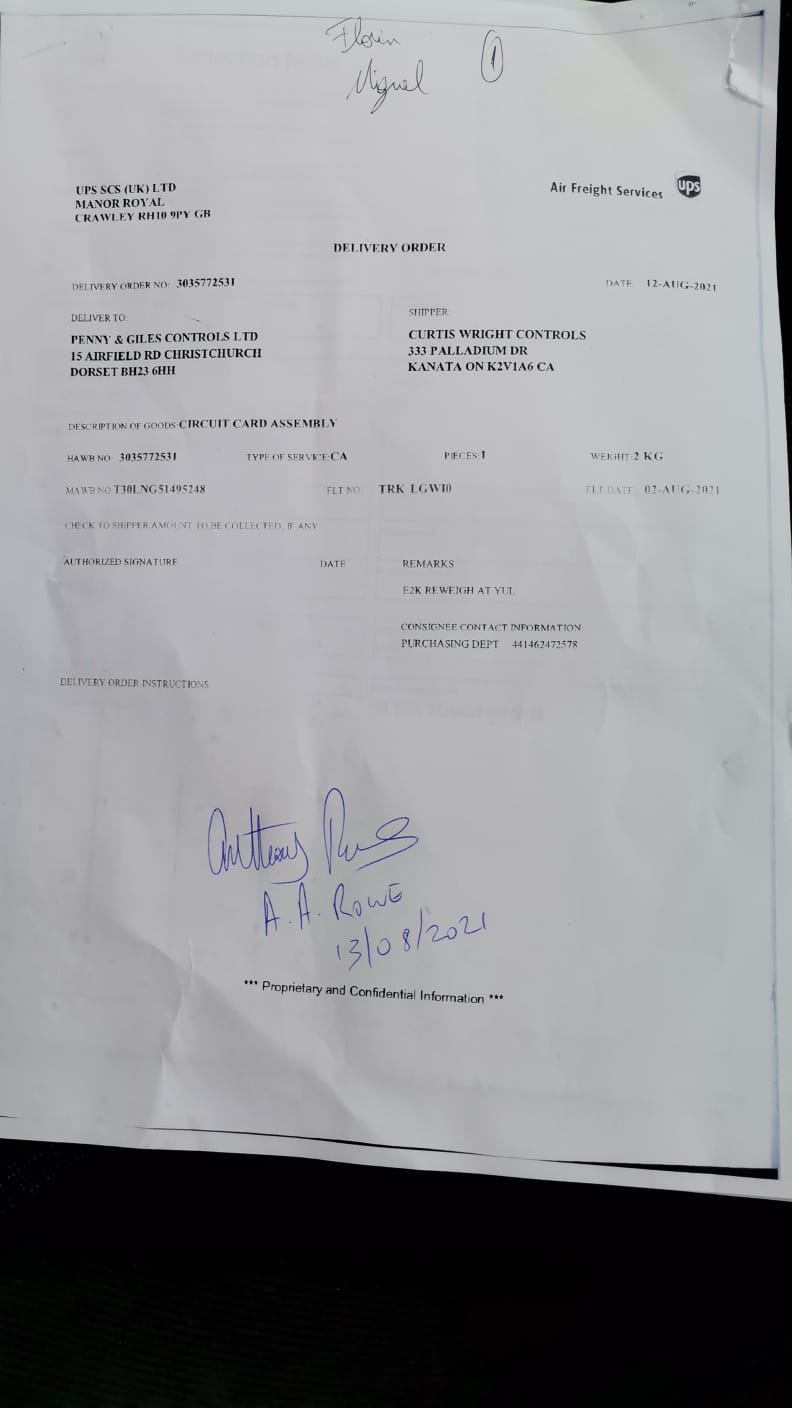 Florin
Miguel
1
UPS SCS (UK) LTD
MANOR ROYAL
CRAWLEY RH10 9PY GB
Air Freight Services ups
DELIVERY ORDER
DELIVERY ORDER NO: 3035772531 DATE: 12-AUG-2021
DELIVER TO: SHIPPER:
PENNY & GILES CONTROLS LTD CURTIS WRIGHT CONTROLS
15 AIRFIELD RD CHRISTCHURCH 333 PALLADIUM DR
DORSET BH23 6HH KANATA ON K2V1A6 CA
DESCRIPTION OF GOODS: CIRCUIT CARD ASSEMBLY
HAWB NO: 3035772531 TYPE OF SERVICE: CA PIECES: 1 WEIGHT: 2 KG
MAWB NO T30LNG51495248 FLT NO: TRK LGWI0 FLT DATE: 02-AUG-2021
CHECK TO SHIPPER AMOUNT TO BE COLLECTED, IF ANY:
AUTHORIZED SIGNATURE DATE REMARKS
E2K REWEIGH AT YUL
CONSIGNEE CONTACT INFORMATION:
PURCHASING DEPT 441462472578
DELIVERY ORDER INSTRUCTIONS
Anthony
A. A. ROWE
13/08/2021
*** Proprietary and Confidential Information ***